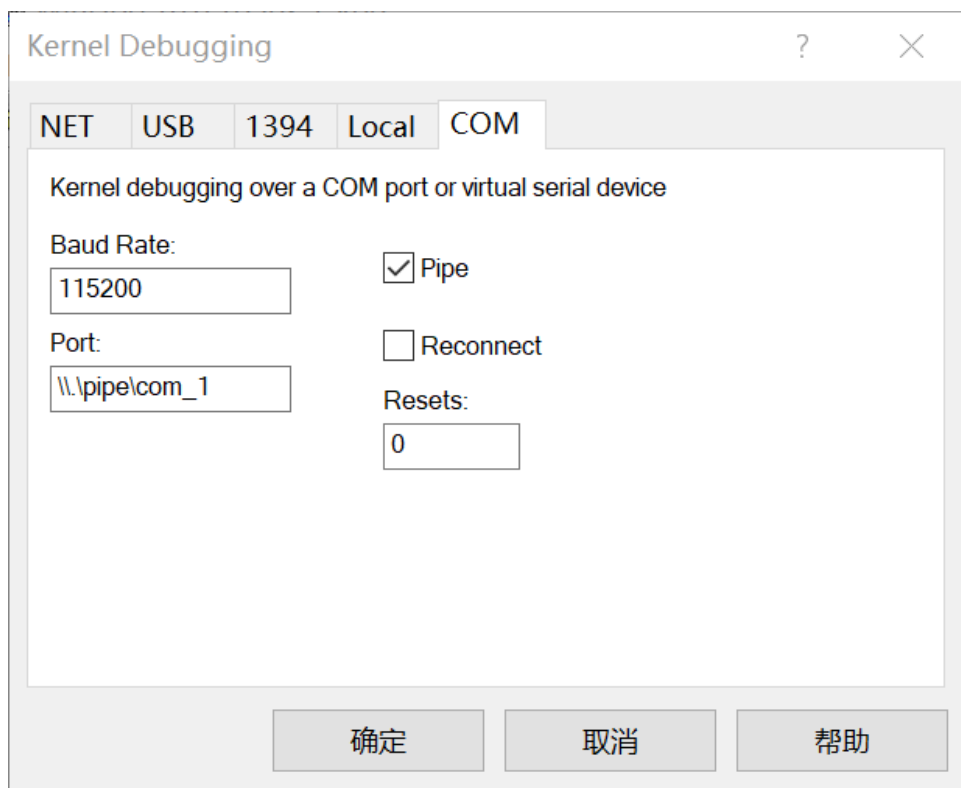 Kernel Debugging
NET USB 1394 Local COM
Kernel debugging over a COM port or virtual serial device
Baud Rate:
115200
Pipe
Port:
\\.\pipe\com_1
Reconnect
Resets:
0
确定 取消 帮助